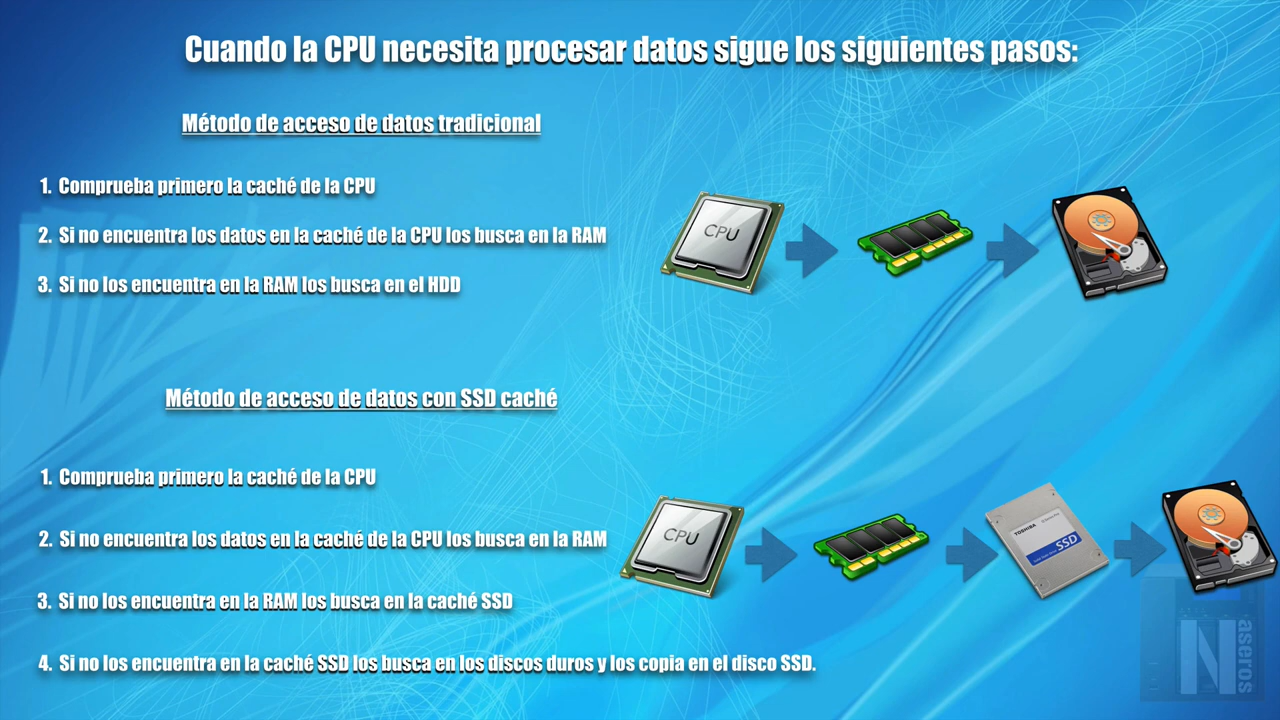 Cuando la CPU necesita procesar datos sigue los siguientes pasos:
Método de acceso de datos tradicional
1. Comprueba primero la caché de la CPU
2. Si no encuentra los datos en la caché de la CPU los busca en la RAM
3. Si no los encuentra en la RAM los busca en el HDD
CPU
Método de acceso de datos con SSD caché
1. Comprueba primero la caché de la CPU
2. Si no encuentra los datos en la caché de la CPU los busca en la RAM
3. Si no los encuentra en la RAM los busca en la caché SSD
4. Si no los encuentra en la caché SSD los busca en los discos duros y los copia en el disco SSD.
CPU
TOSHIBA
SSD
Naseros